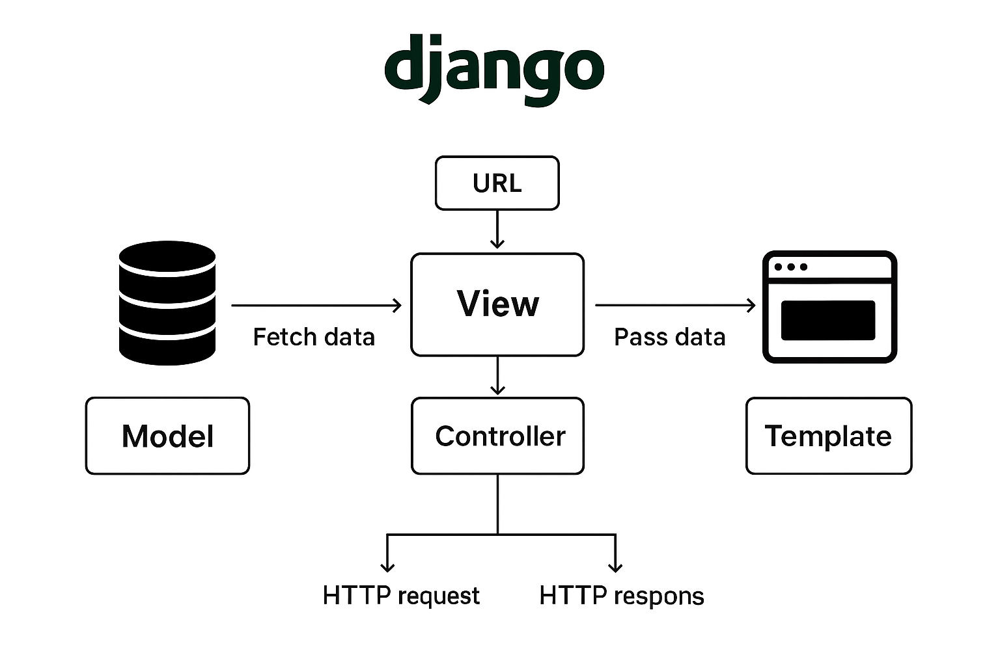 django
URL
View
Fetch data
Pass data
Model
Controller
Template
HTTP request
HTTP respons